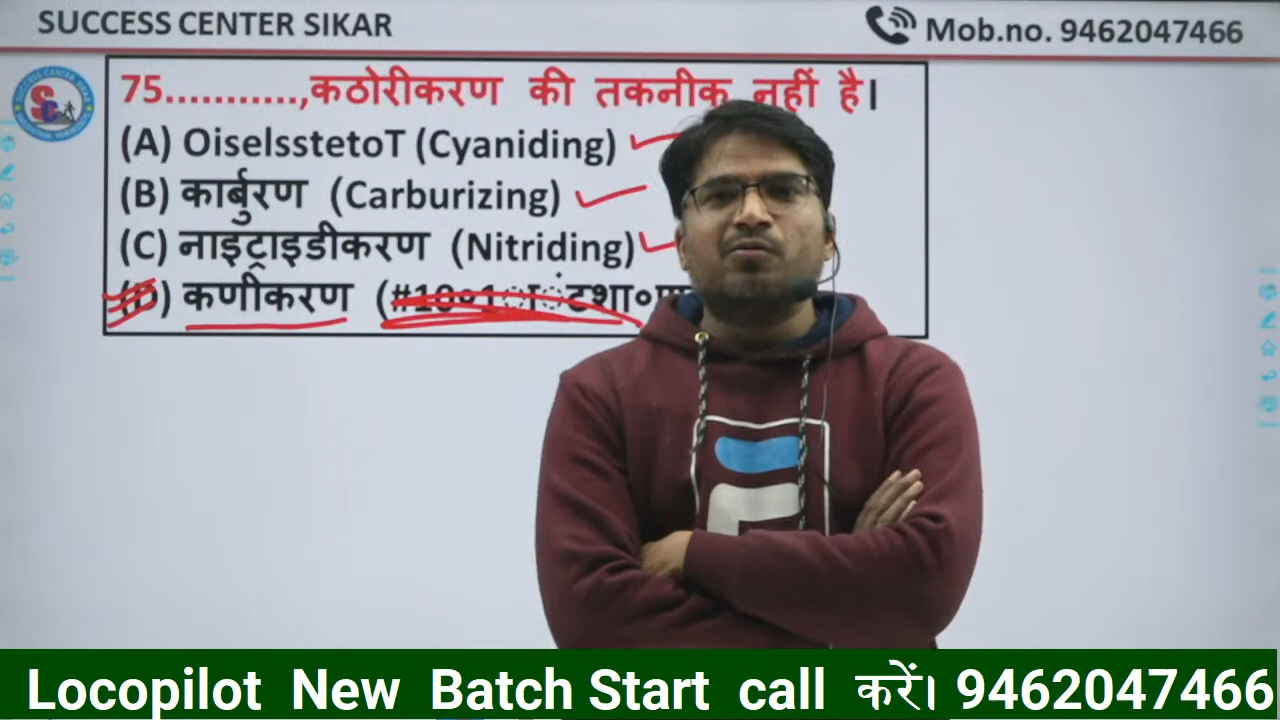 SUCCESS CENTER SIKAR
Mob.no. 9462047466
75...........,कठोरीकरण की तकनीक नहीं है।
(A) OiselsstetoT (Cyaniding)
(B) कार्बुरण (Carburizing)
(C) नाइट्राइडीकरण (Nitriding)
(D) कणीकरण
Locopilot New Batch Start call करें। 9462047466